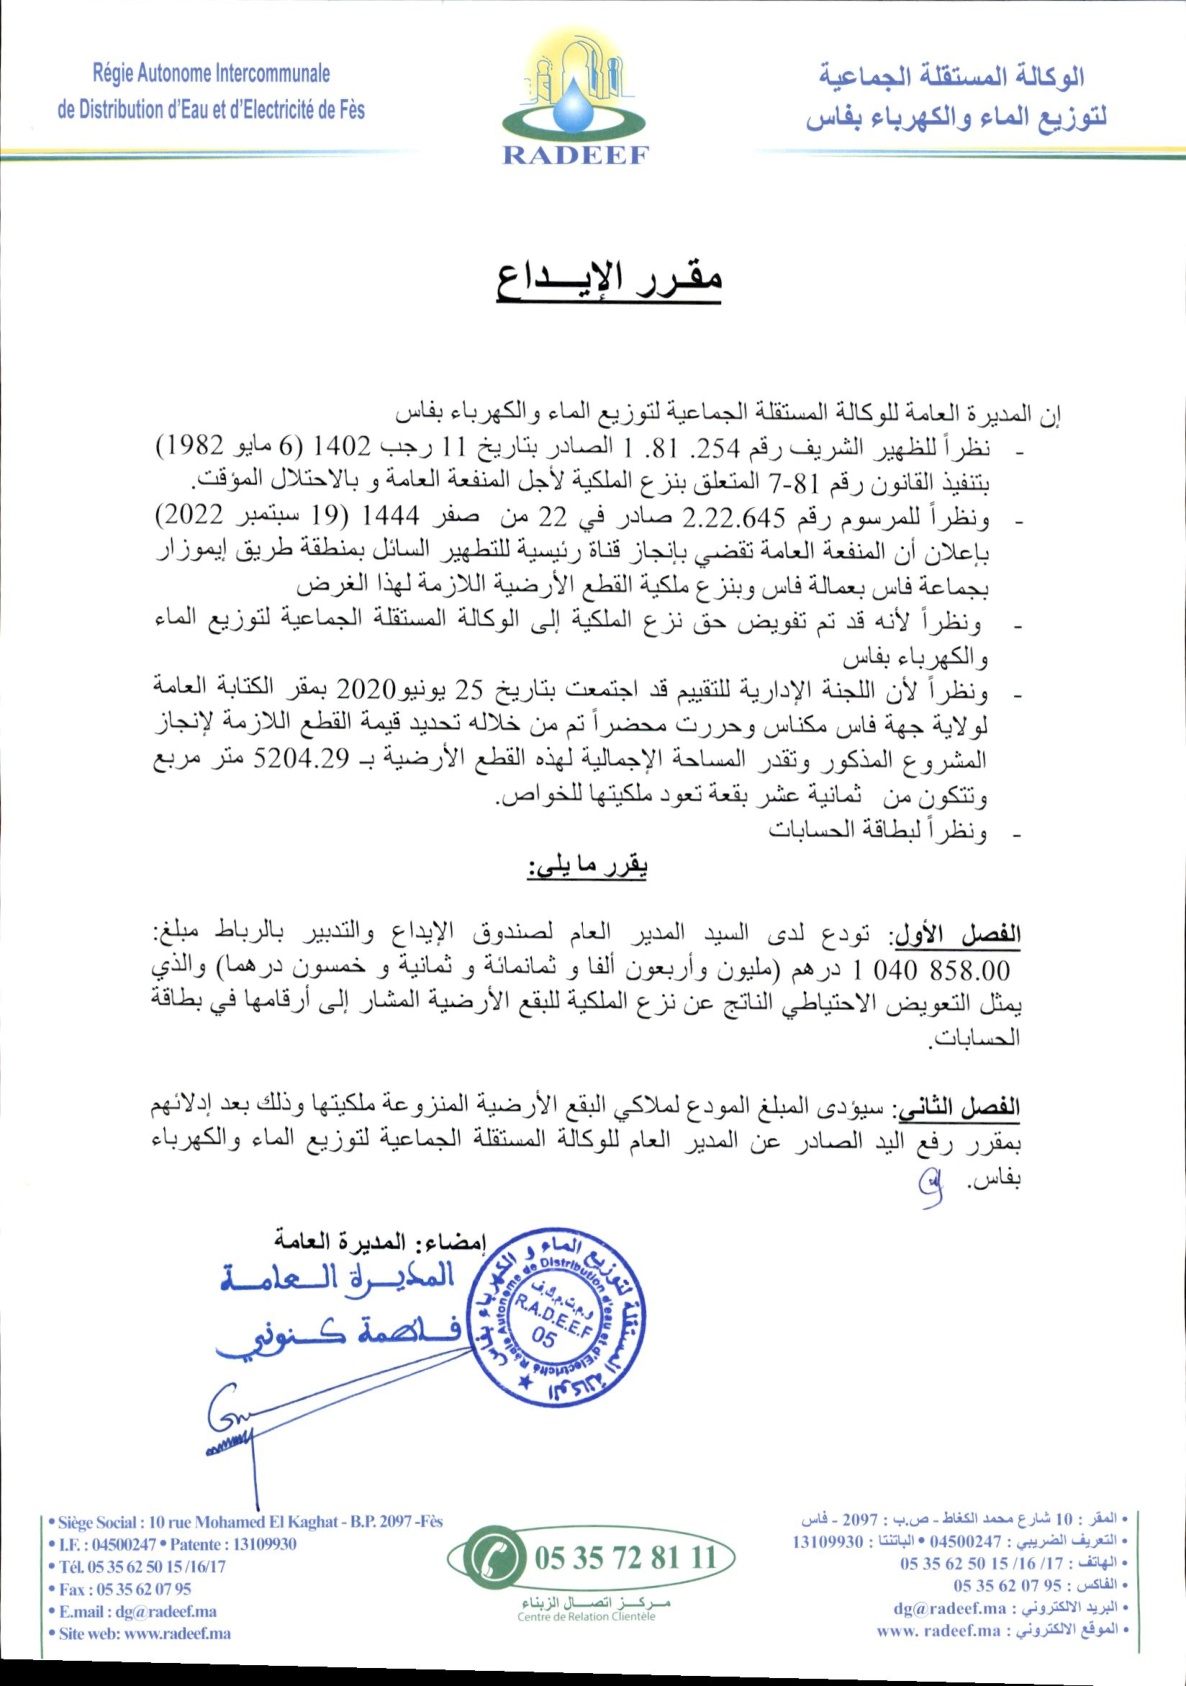 Régie Autonome Intercommunale
de Distribution d'Eau et d'Electricité de Fès
RADEEF
الوكالة المستقلة الجماعية
لتوزيع الماء والكهرباء بفاس
مقرر الإيــداع
إن المديرة العامة للوكالة المستقلة الجماعية لتوزيع الماء والكهرباء بفاس
- نظراً للظهير الشريف رقم 254. 81. 1 الصادر بتاريخ 11 رجب 1402 (6 مايو 1982)
بتنفيذ القانون رقم 81-7 المتعلق بنزع الملكية لأجل المنفعة العامة و بالاحتلال المؤقت.
- ونظراً للمرسوم رقم 2.22.645 صادر في 22 من صفر 1444 (19 سبتمبر 2022)
بإعلان أن المنفعة العامة تقضي بإنجاز قناة رئيسية للتطهير السائل بمنطقة طريق إيموزار
بجماعة فاس بعمالة فاس وبنزع ملكية القطع الأرضية اللازمة لهذا الغرض
- ونظراً لأنه قد تم تفويض حق نزع الملكية إلى الوكالة المستقلة الجماعية لتوزيع الماء
والكهرباء بفاس
- ونظراً لأن اللجنة الإدارية للتقييم قد اجتمعت بتاريخ 25 يونيو2020 بمقر الكتابة العامة
لولاية جهة فاس مكناس وحررت محضراً تم من خلاله تحديد قيمة القطع اللازمة لإنجاز
المشروع المذكور وتقدر المساحة الإجمالية لهذه القطع الأرضية بـ 5204.29 متر مربع
وتتكون من ثمانية عشر بقعة تعود ملكيتها للخواص.
- ونظراً لبطاقة الحسابات
يقرر ما يلي:
الفصل الأول: تودع لدى السيد المدير العام لصندوق الإيداع والتدبير بالرباط مبلغ:
1 040 858.00 درهم (مليون وأربعون ألفا و ثمانمائة و ثمانية و خمسون درهما) والذي
يمثل التعويض الاحتياطي الناتج عن نزع الملكية للبقع الأرضية المشار إلى أرقامها في بطاقة
الحسابات.
الفصل الثاني: سيؤدى المبلغ المودع لملاكي البقع الأرضية المنزوعة ملكيتها وذلك بعد إدلائهم
بمقرر رفع اليد الصادر عن المدير العام للوكالة المستقلة الجماعية لتوزيع الماء والكهرباء
بفاس.
إمضاء: المديرة العامة
المديرة العامة
فاطمة كنوني
الوكالة المستقلة لتوزيع الماء و الكهرباء بفاس
Régie Autonome de Distribution d'eau et d'Electricité
و.م.ت.م.ك.ف
R.A.D.E.E.F
05
• Siège Social : 10 rue Mohamed El Kaghat - B.P. 2097 -Fès
• I.F. : 04500247 • Patente : 13109930
• Tél. 05 35 62 50 15 /16/17
• Fax : 05 35 62 07 95
• E.mail : dg@radeef.ma
• Site web: www.radeef.ma
05 35 72 81 11
مركـز اتصـال الزبناء
Centre de Relation Clientèle
• المقر : 10 شارع محمد الكغاط - ص.ب : 2097 - فاس
• التعريف الضريبي : 04500247 • الباتنتا : 13109930
• الهاتف : 05 35 62 50 15 /16 /17
• الفاكس : 05 35 62 07 95
• البريد الالكتروني : dg@radeef.ma
• الموقع الالكتروني : www. radeef.ma